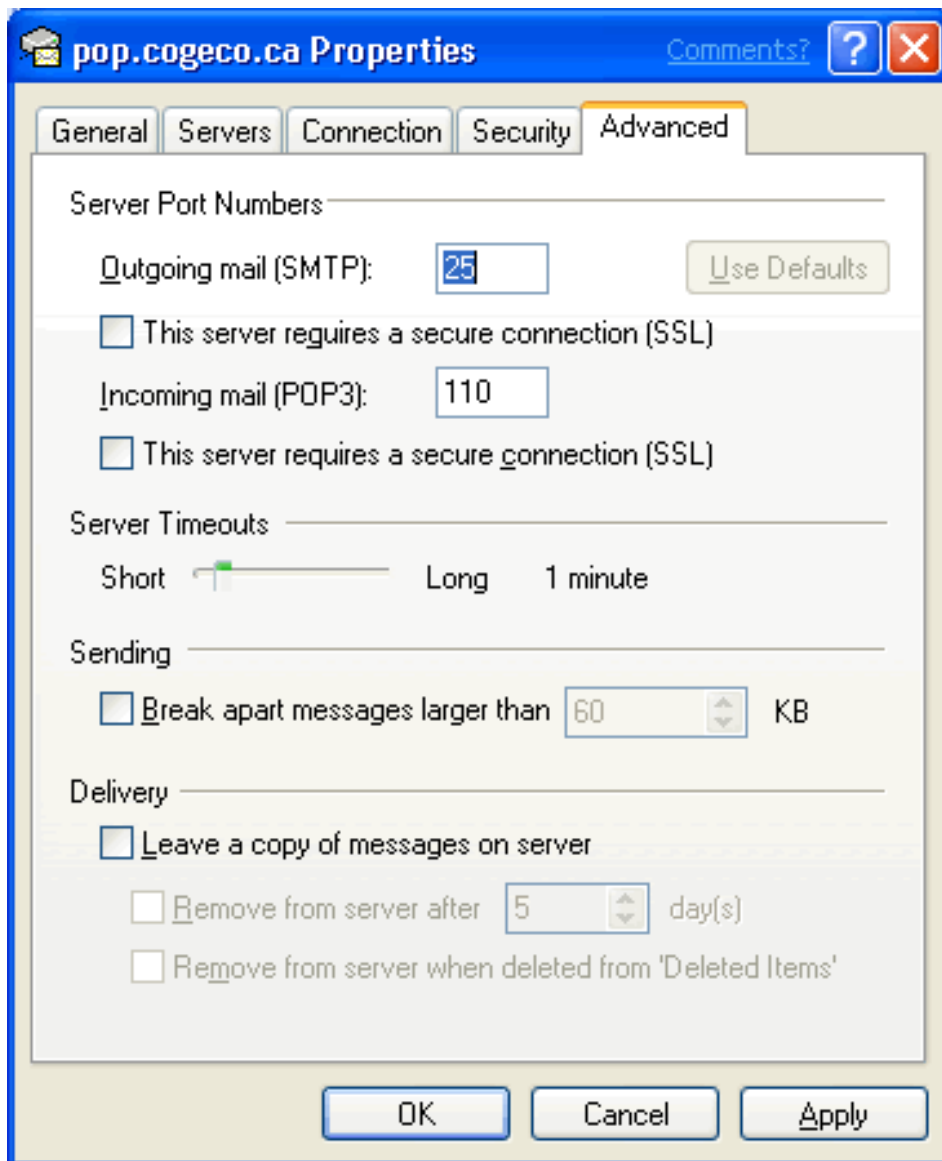 pop.cogeco.ca Properties Comments? ?
General Servers Connection Security Advanced
Server Port Numbers
Outgoing mail (SMTP): 25 Use Defaults
This server requires a secure connection (SSL)
Incoming mail (POP3): 110
This server requires a secure connection (SSL)
Server Timeouts
Short Long 1 minute
Sending
Break apart messages larger than 60 KB
Delivery
Leave a copy of messages on server
Remove from server after 5 day(s)
Remove from server when deleted from 'Deleted Items'
OK Cancel Apply